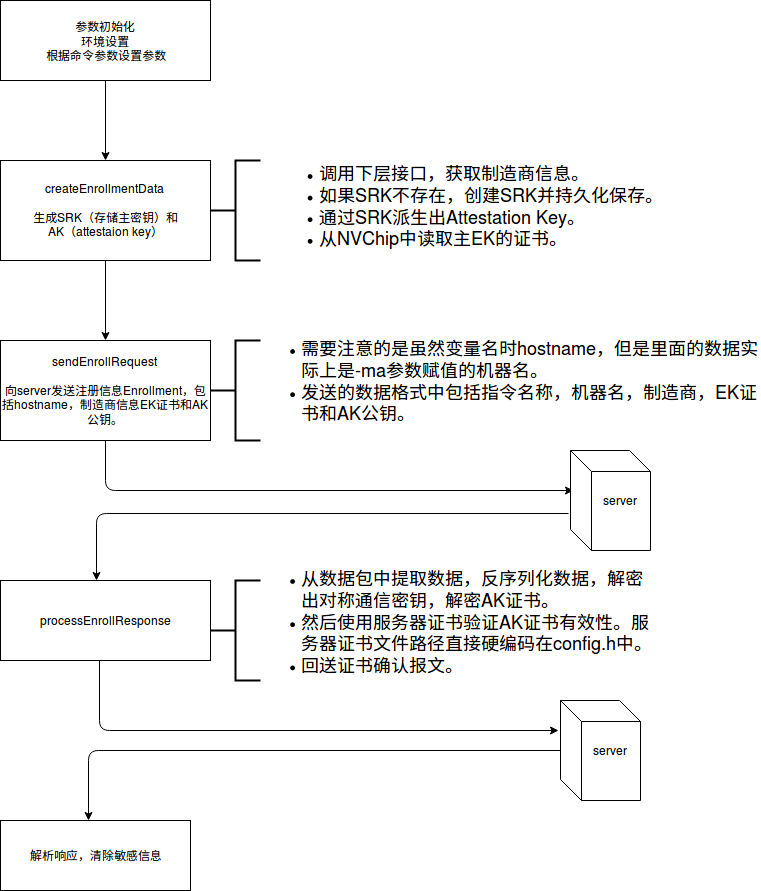 参数初始化
环境设置
根据命令参数设置参数
createEnrollmentData
生成SRK（存储主密钥）和
AK（attestaion key）
• 调用下层接口，获取制造商信息。
• 如果SRK不存在，创建SRK并持久化保存。
• 通过SRK派生出Attestation Key。
• 从NVChip中读取主EK的证书。
sendEnrollRequest
向server发送注册信息Enrollment，包
括hostname，制造商信息EK证书和AK
公钥。
• 需要注意的是虽然变量名时hostname，但是里面的数据实
际上是-ma参数赋值的机器名。
• 发送的数据格式中包括指令名称，机器名，制造商，EK证
书和AK公钥。
server
processEnrollResponse
• 从数据包中提取数据，反序列化数据，解密
出对称通信密钥，解密AK证书。
• 然后使用服务器证书验证AK证书有效性。服
务器证书文件路径直接硬编码在config.h中。
• 回送证书确认报文。
server
解析响应，清除敏感信息